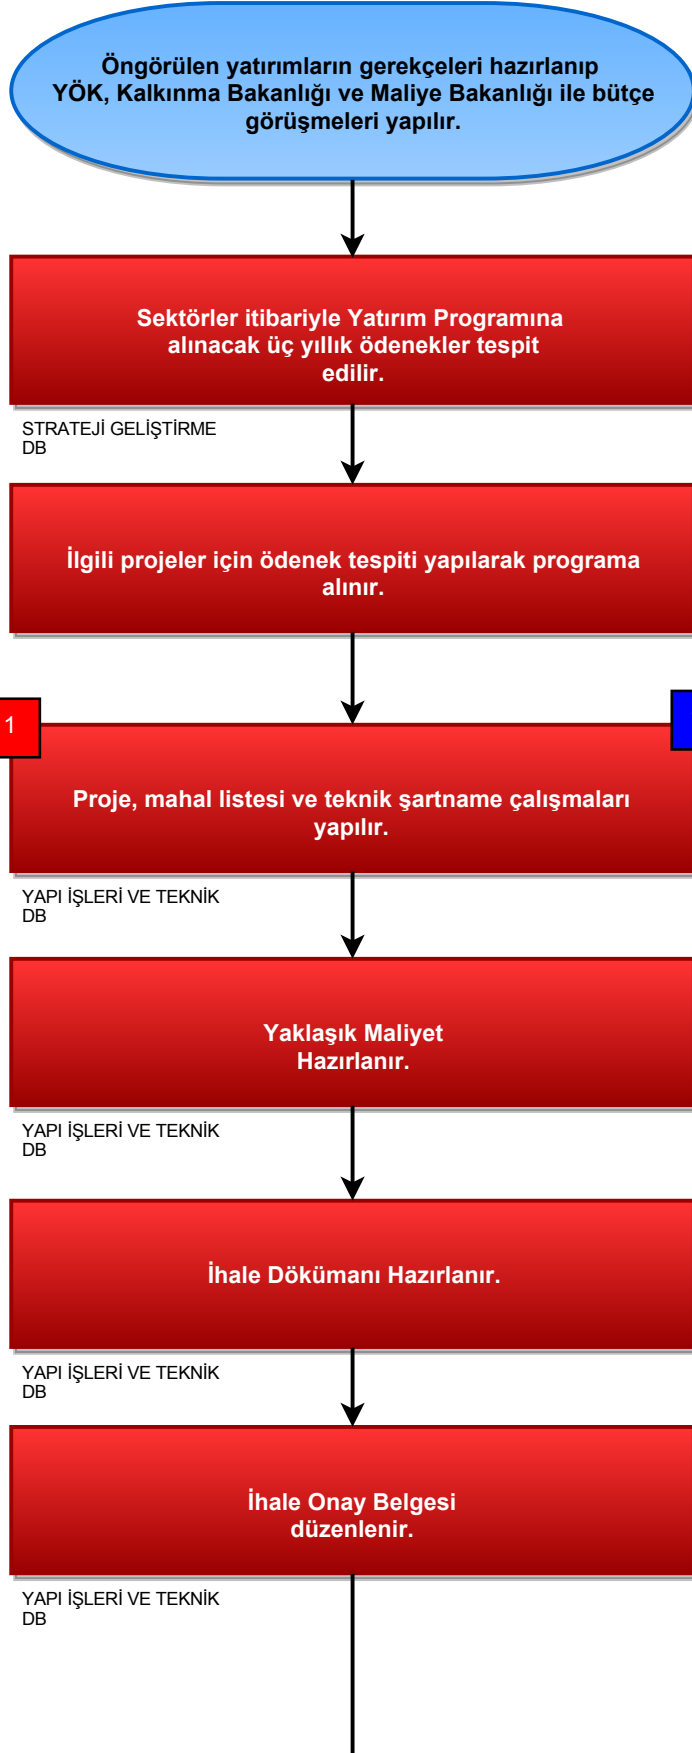 Öngörülen yatırımların gerekçeleri hazırlanıp
YÖK, Kalkınma Bakanlığı ve Maliye Bakanlığı ile bütçe
görüşmeleri yapılır.
Sektörler itibariyle Yatırım Programına
alınacak üç yıllık ödenekler tespit
edilir.
STRATEJİ GELİŞTİRME
DB
İlgili projeler için ödenek tespiti yapılarak programa
alınır.
1
Proje, mahal listesi ve teknik şartname çalışmaları
yapılır.
YAPI İŞLERİ VE TEKNİK
DB
Yaklaşık Maliyet
Hazırlanır.
YAPI İŞLERİ VE TEKNİK
DB
İhale Dökümanı Hazırlanır.
YAPI İŞLERİ VE TEKNİK
DB
İhale Onay Belgesi
düzenlenir.
YAPI İŞLERİ VE TEKNİK
DB